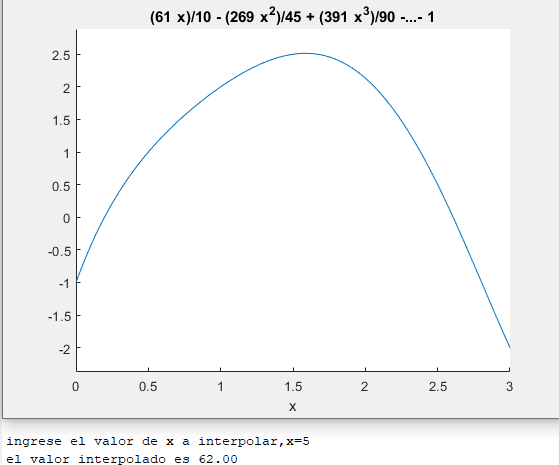 (61 x)/10 - (269 x²)/45 + (391 x³)/90 -...- 1
2.5
2
1.5
1
0.5
0
-0.5
-1
-1.5
-2
0 0.5 1 1.5 2 2.5 3
x
ingrese el valor de x a interpolar,x=5
el valor interpolado es 62.00